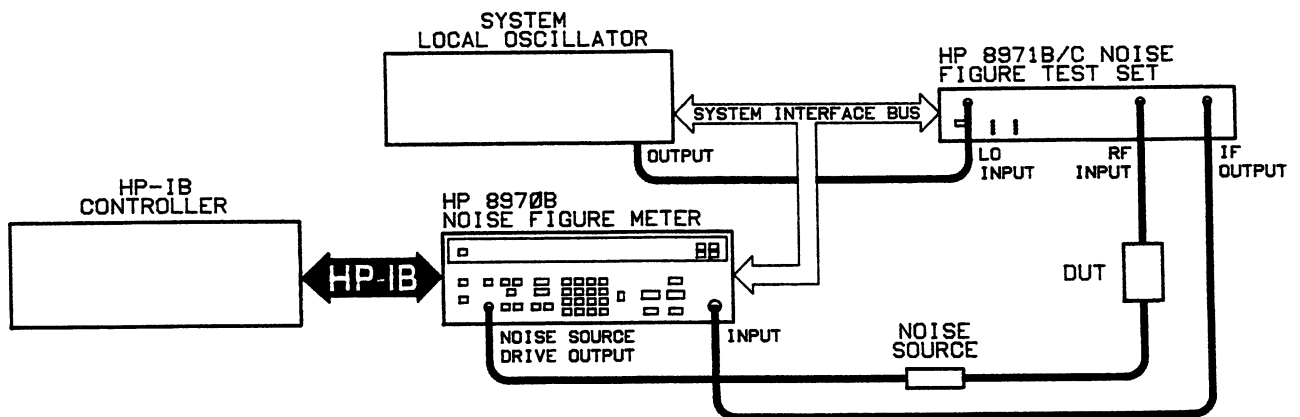 SYSTEM
LOCAL OSCILLATOR
HP 8971B/C NOISE
FIGURE TEST SET
SYSTEM INTERFACE BUS
OUTPUT
LO
INPUT
RF
INPUT
IF
OUTPUT
HP-IB
CONTROLLER
HP 8970B
NOISE FIGURE METER
HP-IB
DUT
NOISE SOURCE
DRIVE OUTPUT
INPUT
NOISE
SOURCE